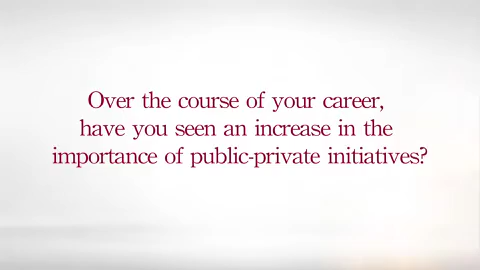 Over the course of your career,
have you seen an increase in the
importance of public-private initiatives?